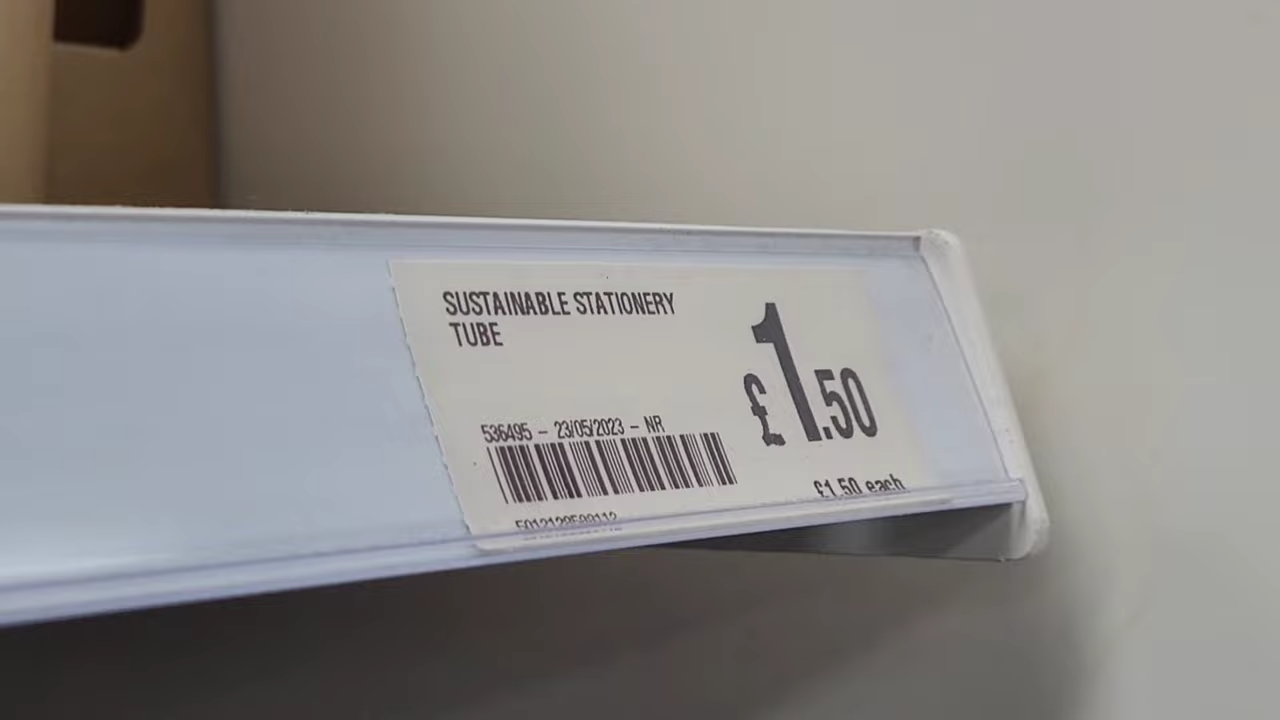 SUSTAINABLE STATIONERY
TUBE
£1.50
536495 - 23/05/2023 - NR
£1.50 each